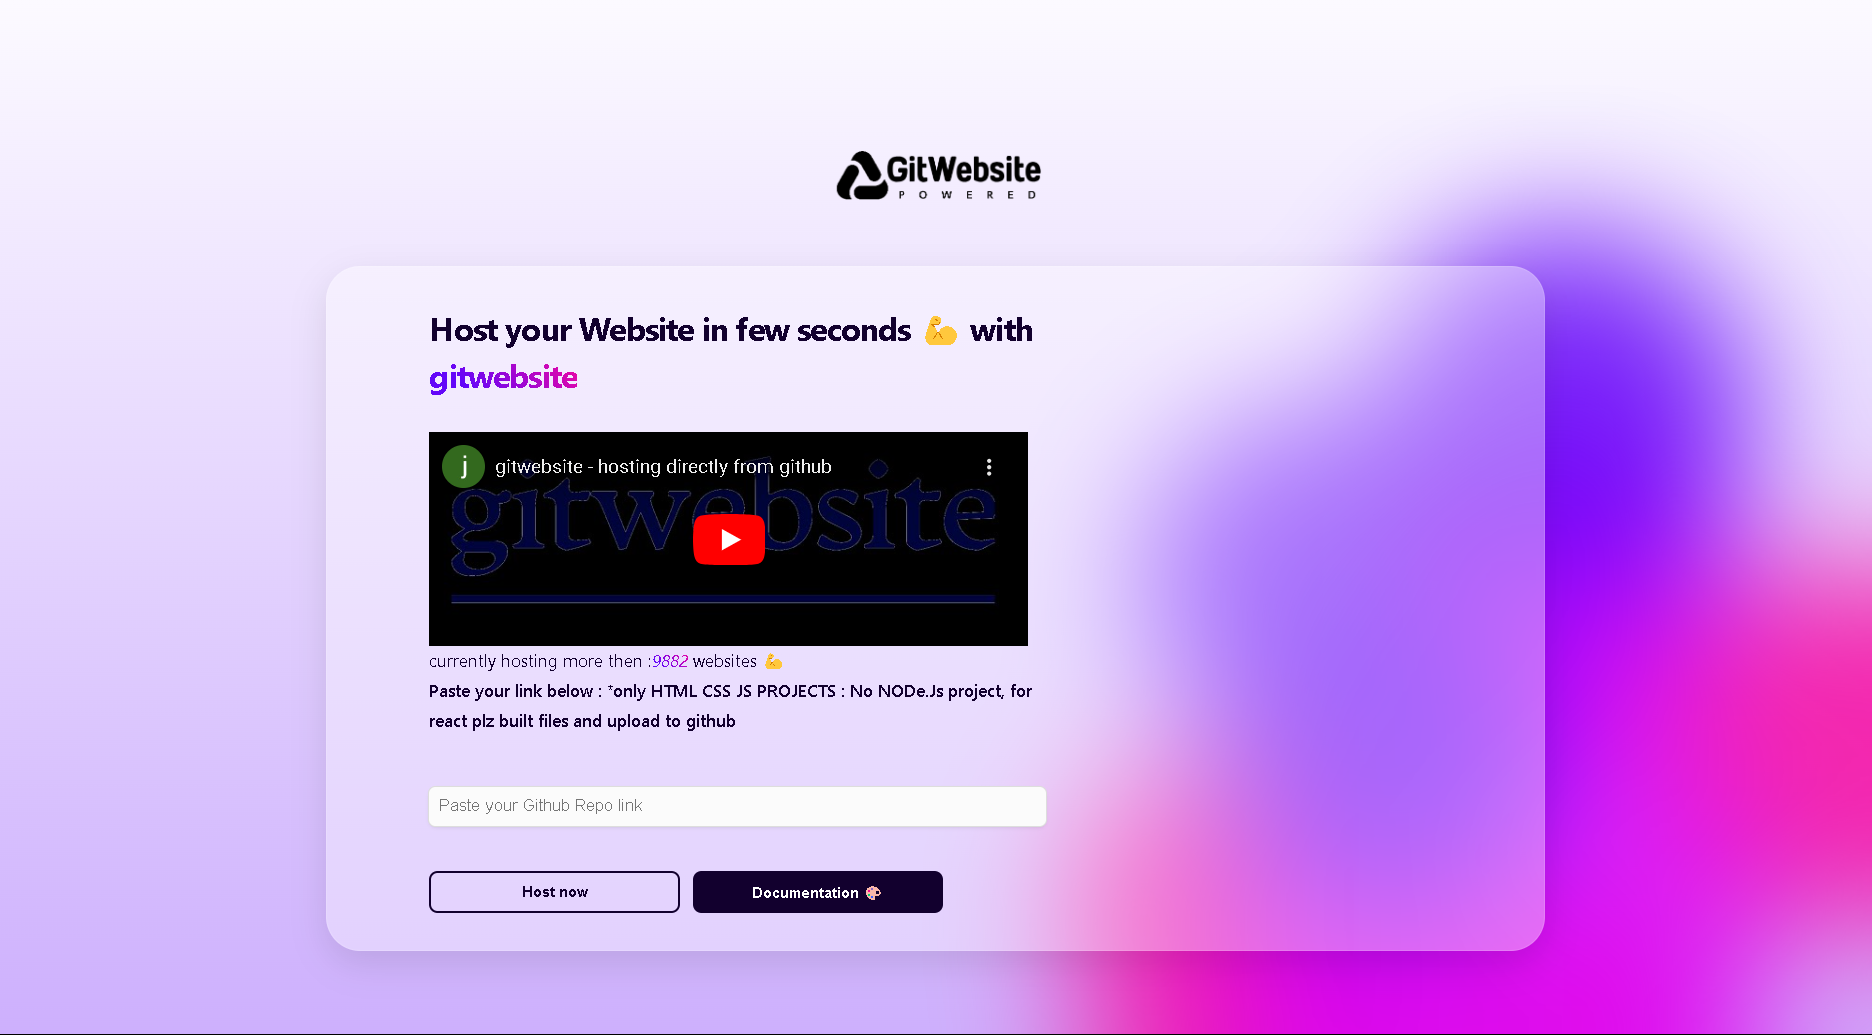 GitWebsite
POWERED
Host your Website in few seconds 💪 with
gitwebsite
j
gitwebsite - hosting directly from github
gitwebsite
currently hosting more then :9882 websites 💪
Paste your link below : *only HTML CSS JS PROJECTS : No NODe.Js project, for
react plz built files and upload to github
Paste your Github Repo link
Host now
Documentation 🎨